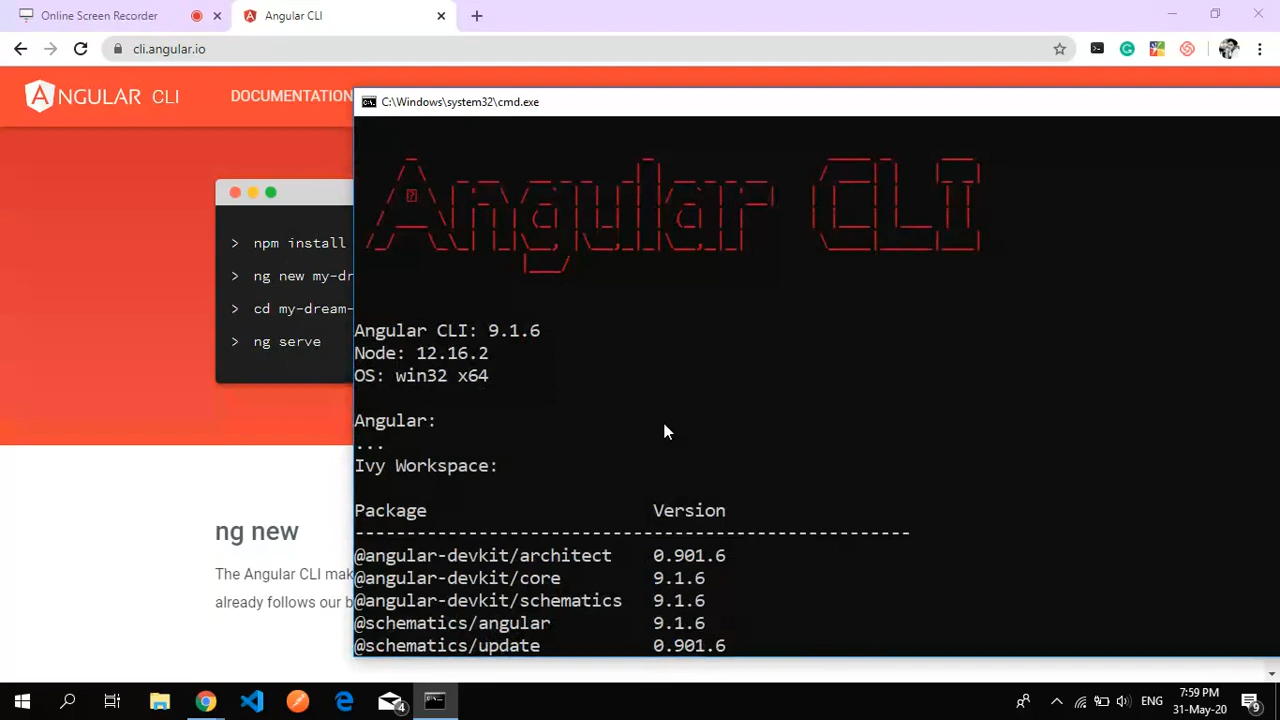 Online Screen Recorder
Angular CLI
cli.angular.io
ANGULAR CLI
DOCUMENTATION
C:\Windows\system32\cmd.exe
> npm install
> ng new my-dr
> cd my-dream-
> ng serve
Angular CLI
Angular CLI: 9.1.6
Node: 12.16.2
OS: win32 x64
Angular:
...
Ivy Workspace:
Package Version
------------------------------------------------------
@angular-devkit/architect 0.901.6
@angular-devkit/core 9.1.6
@angular-devkit/schematics 9.1.6
@schematics/angular 9.1.6
@schematics/update 0.901.6
ng new
The Angular CLI mak
already follows our b
4
ENG
7:59 PM
31-May-20
9